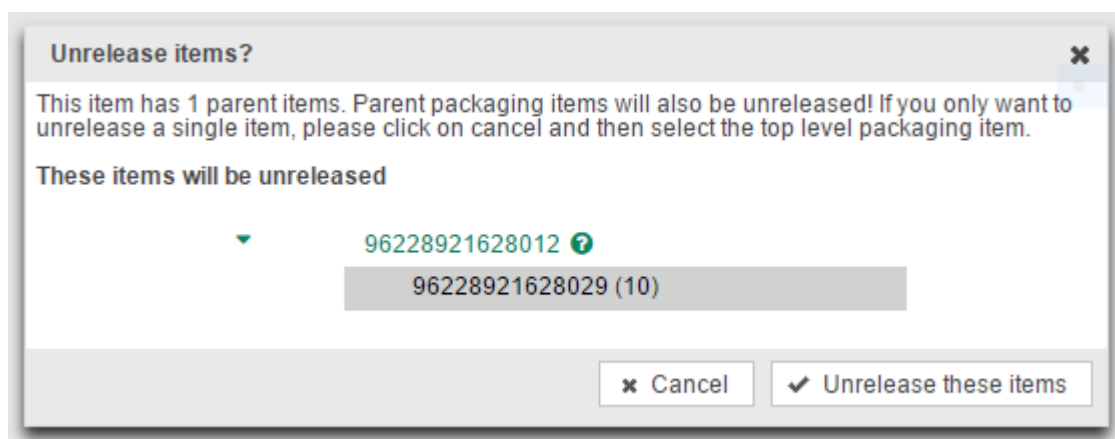 Unrelease items?
This item has 1 parent items. Parent packaging items will also be unreleased! If you only want to
unrelease a single item, please click on cancel and then select the top level packaging item.
These items will be unreleased
96228921628012
96228921628029 (10)
Cancel
Unrelease these items